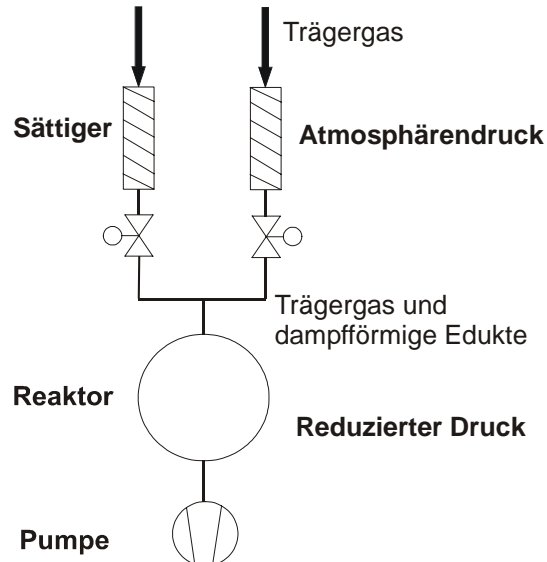 Trägergas
Sättiger
Atmosphärendruck
Trägergas und
dampfförmige Edukte
Reaktor
Reduzierter Druck
Pumpe